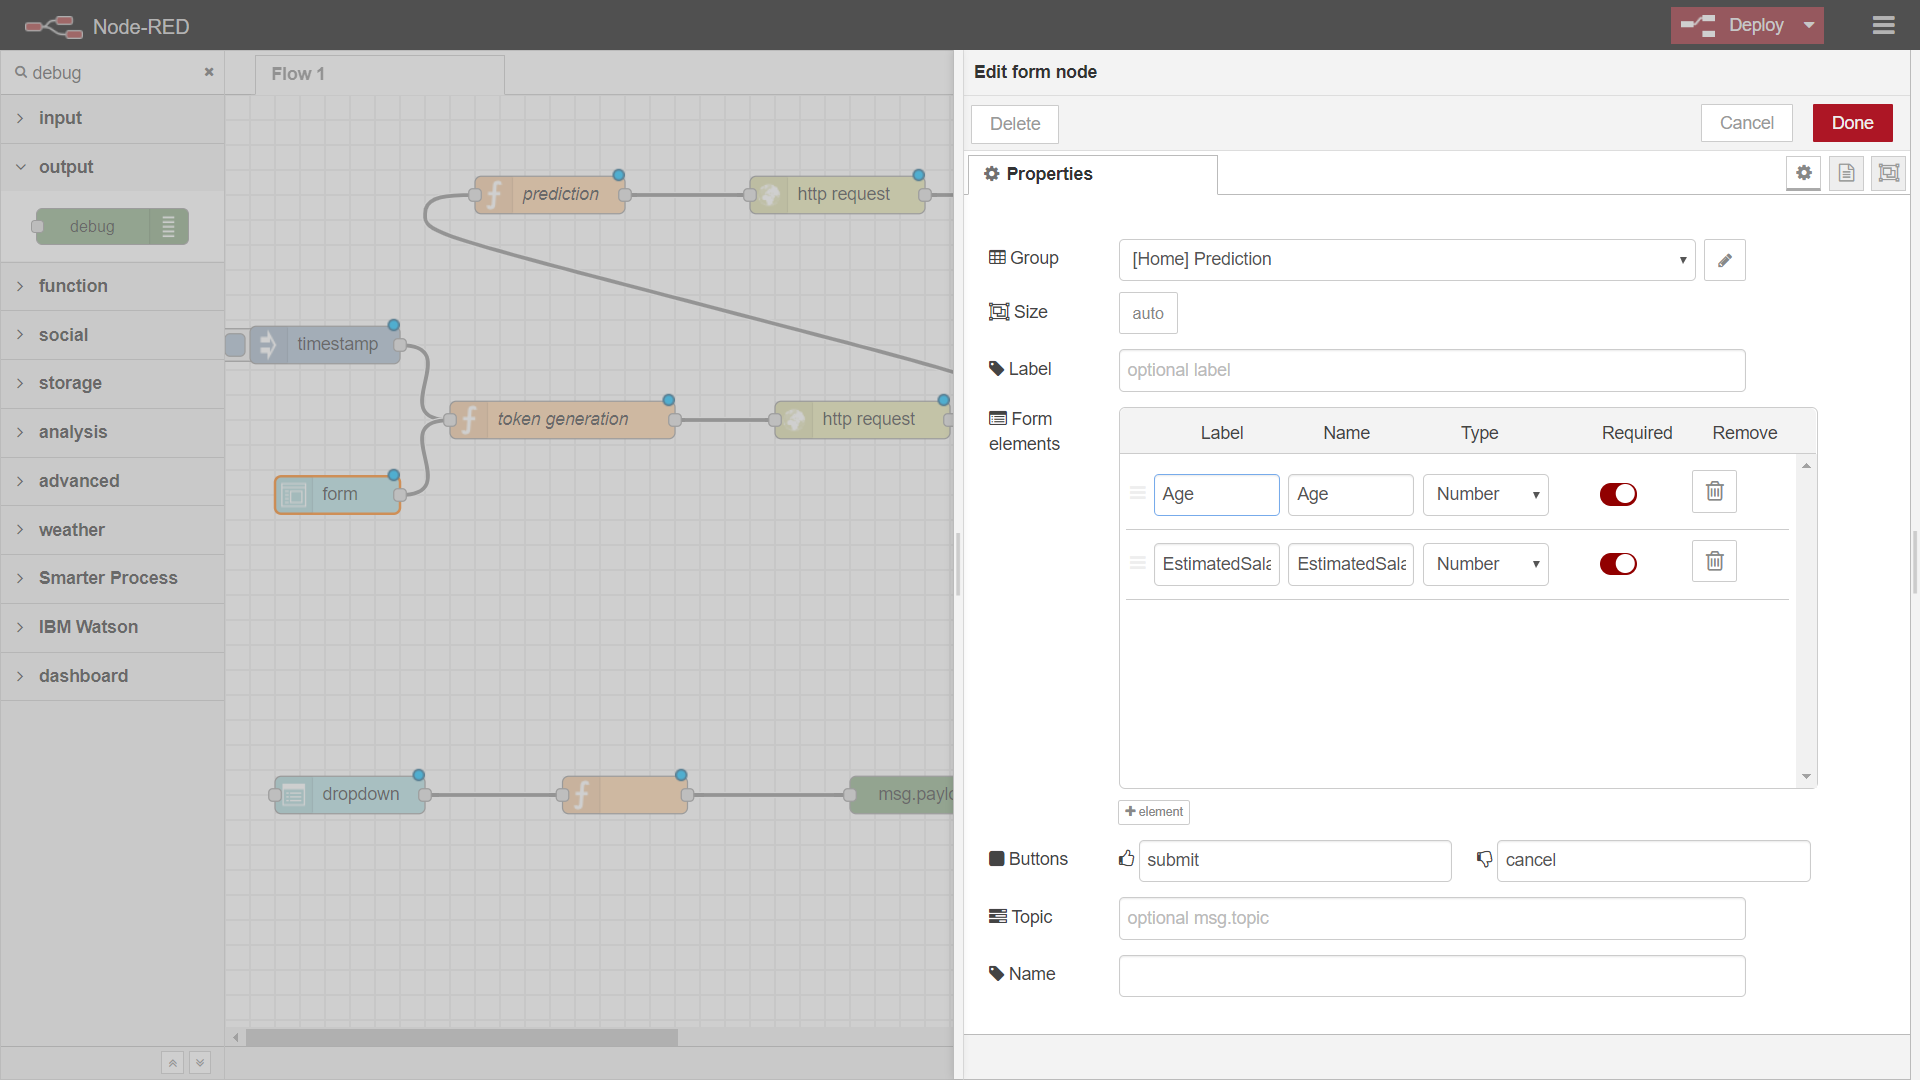 Node-RED
Deploy
debug
Flow 1
input
output
debug
function
social
storage
analysis
advanced
weather
Smarter Process
IBM Watson
dashboard
prediction
http request
timestamp
token generation
http request
form
dropdown
msg.paylo
Edit form node
Delete
Cancel
Done
Properties
Group
[Home] Prediction
Size
auto
Label
optional label
Form
elements
Label Name Type Required Remove
Age Age Number
EstimatedSala EstimatedSala Number
element
Buttons
submit
cancel
Topic
optional msg.topic
Name